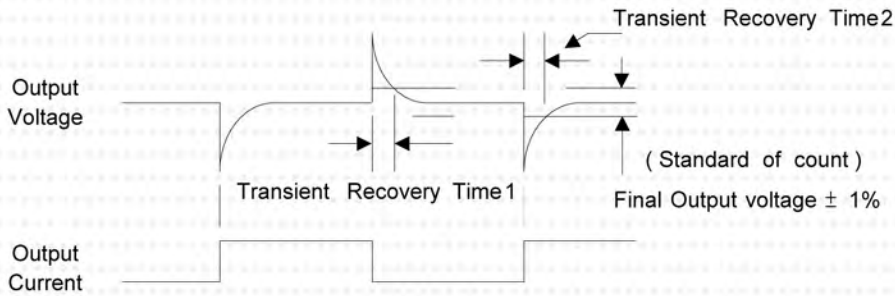 Transient Recovery Time2
Output
Voltage
(Standard of count)
Transient Recovery Time1
Final Output voltage ± 1%
Output
Current